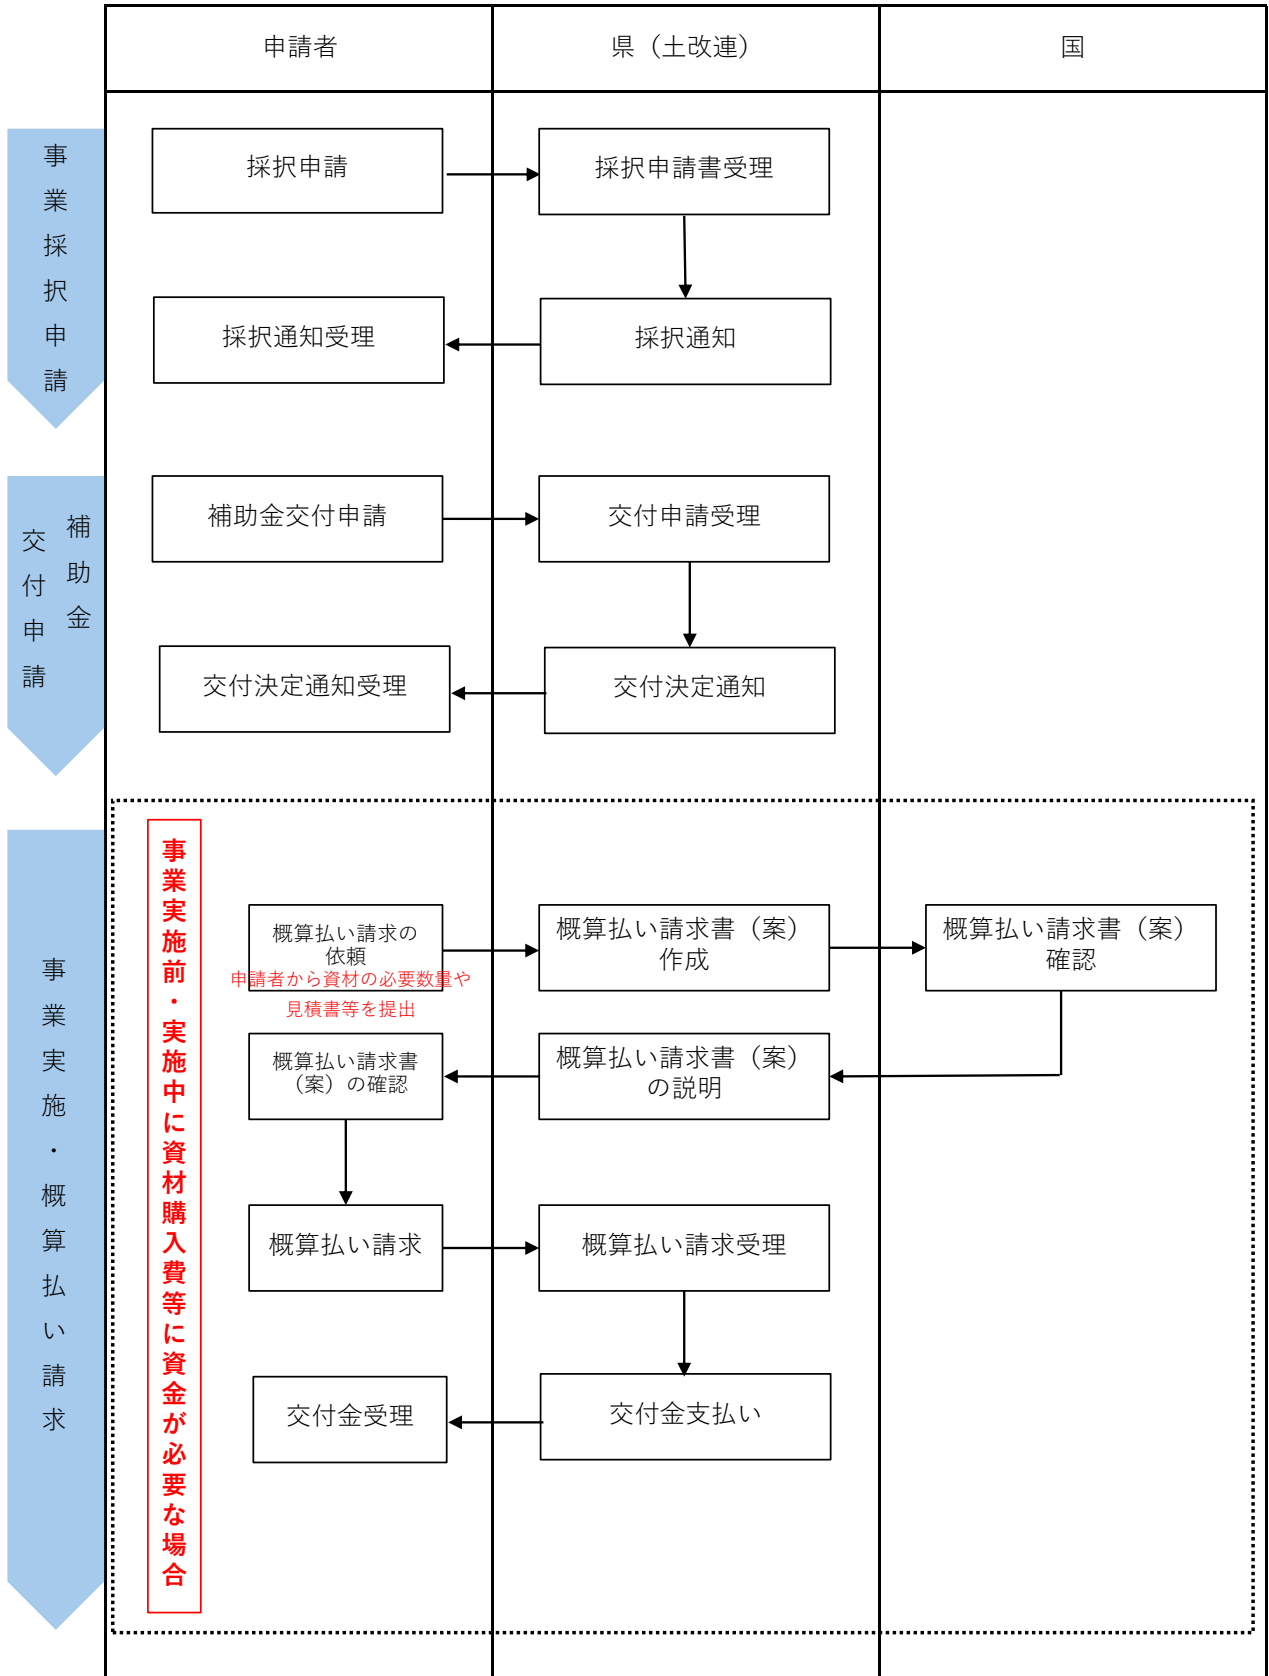 申請者
県（土改連）
国
事業採択申請
採択申請
採択申請書受理
採択通知受理
採択通知
補助金
交付申請
補助金交付申請
交付申請受理
交付決定通知受理
交付決定通知
事業実施・概算払い請求
事業実施前・実施中に資材購入費等に資金が必要な場合
概算払い請求の
依頼
申請者から資材の必要数量や
見積書等を提出
概算払い請求書（案）
作成
概算払い請求書（案）
確認
概算払い請求書
（案）の確認
概算払い請求書（案）
の説明
概算払い請求
概算払い請求受理
交付金受理
交付金支払い